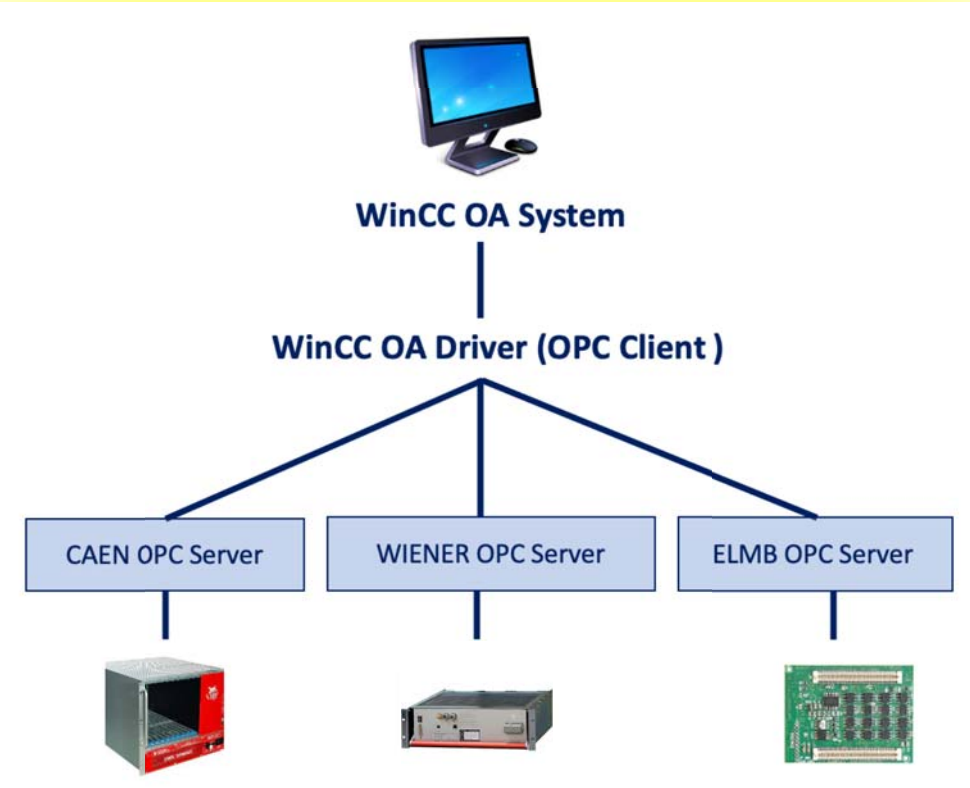 WinCC OA System
WinCC OA Driver (OPC Client )
CAEN OPC Server
WIENER OPC Server
ELMB OPC Server